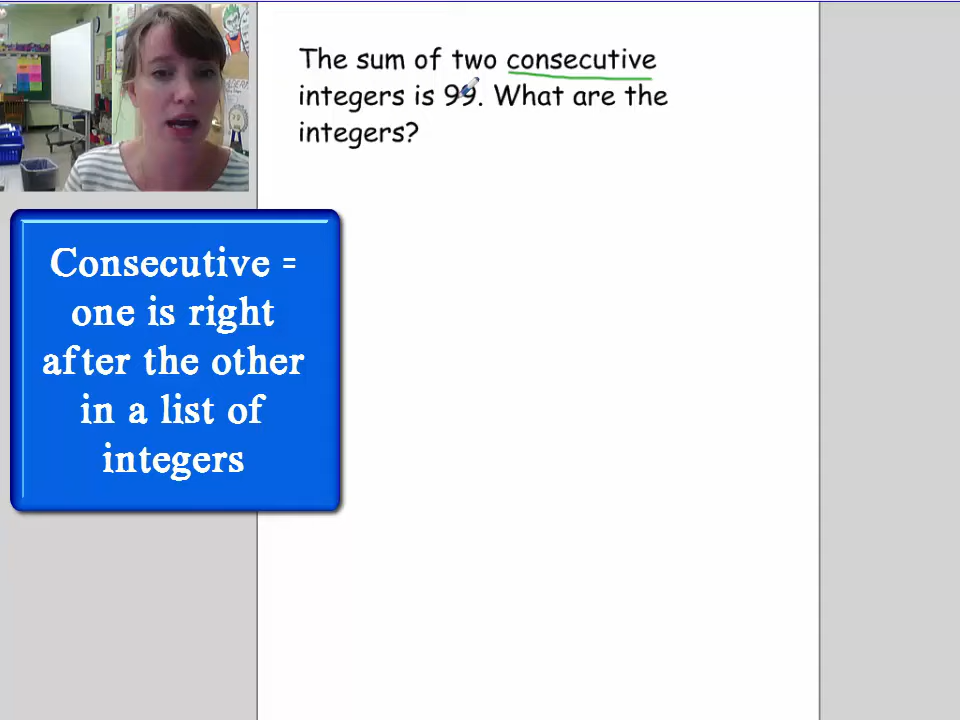 The sum of two consecutive
integers is 99. What are the
integers?
Consecutive =
one is right
after the other
in a list of
integers